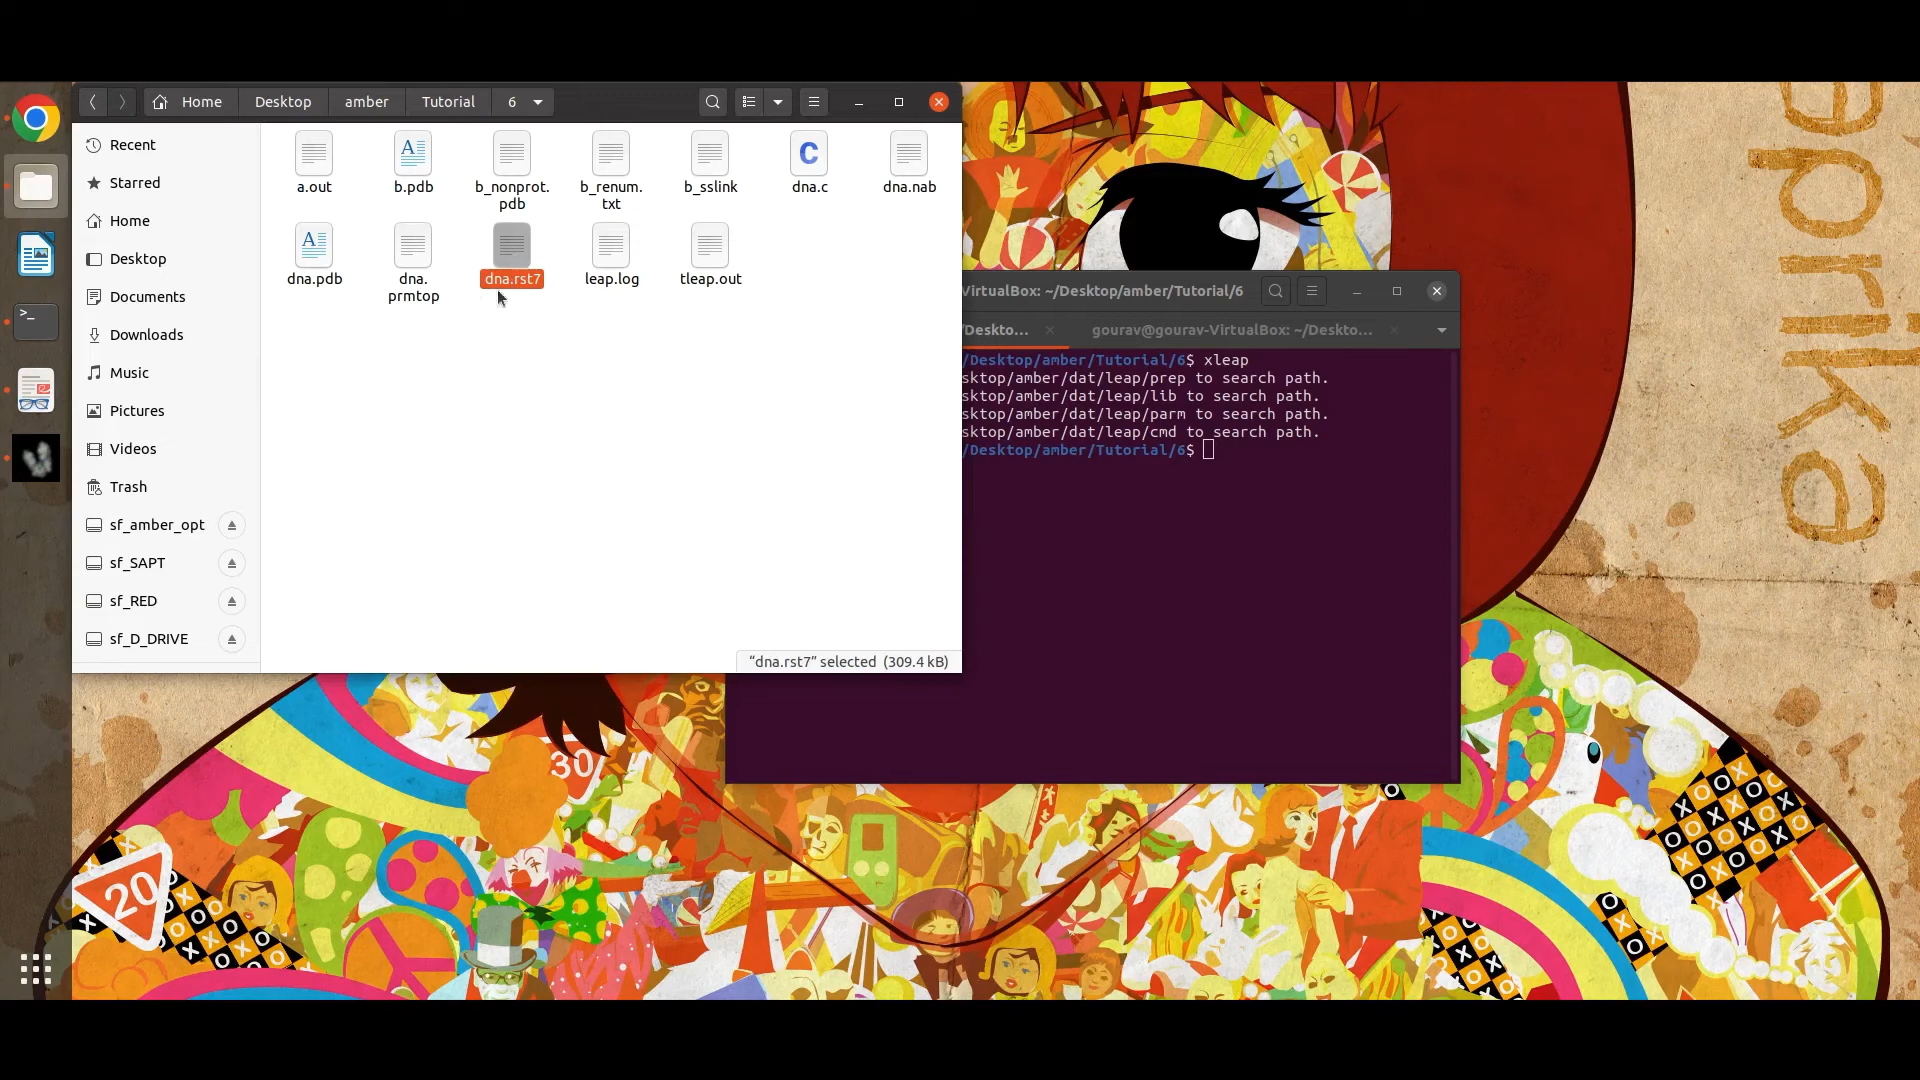 Home
Desktop
amber
Tutorial
6
Recent
Starred
Home
Desktop
Documents
Downloads
Music
Pictures
Videos
Trash
sf_amber_opt
sf_SAPT
sf_RED
sf_D_DRIVE
a.out
b.pdb
b_nonprot.
pdb
b_renum.
txt
b_sslink
dna.c
dna.nab
dna.pdb
dna.
prmtop
dna.rst7
leap.log
tleap.out
“dna.rst7” selected (309.4 kB)
VirtualBox: ~/Desktop/amber/Tutorial/6
/Deskto...
gourav@gourav-VirtualBox: ~/Deskto...
/Desktop/amber/Tutorial/6$ xleap
sktop/amber/dat/leap/prep to search path.
sktop/amber/dat/leap/lib to search path.
sktop/amber/dat/leap/parm to search path.
sktop/amber/dat/leap/cmd to search path.
/Desktop/amber/Tutorial/6$
aprika
30
20